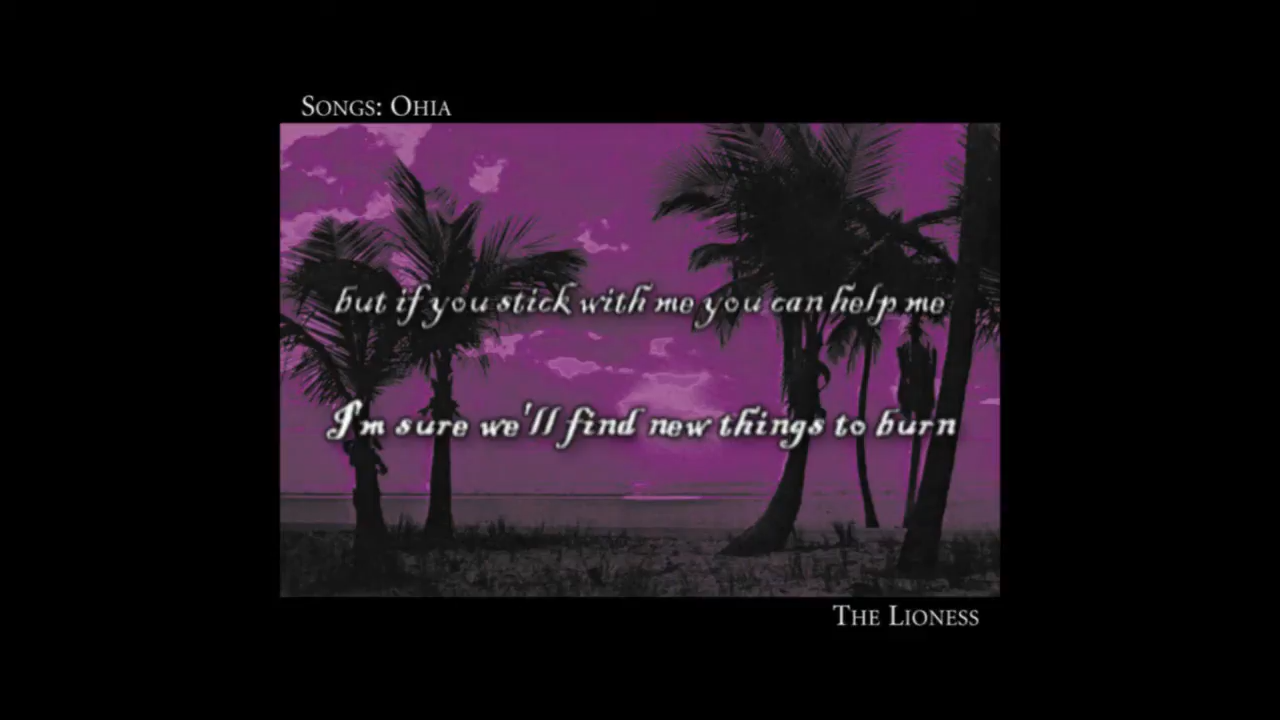 SONGS: OHIA
but if you stick with me you can help me
I'm sure we'll find new things to burn
THE LIONESS